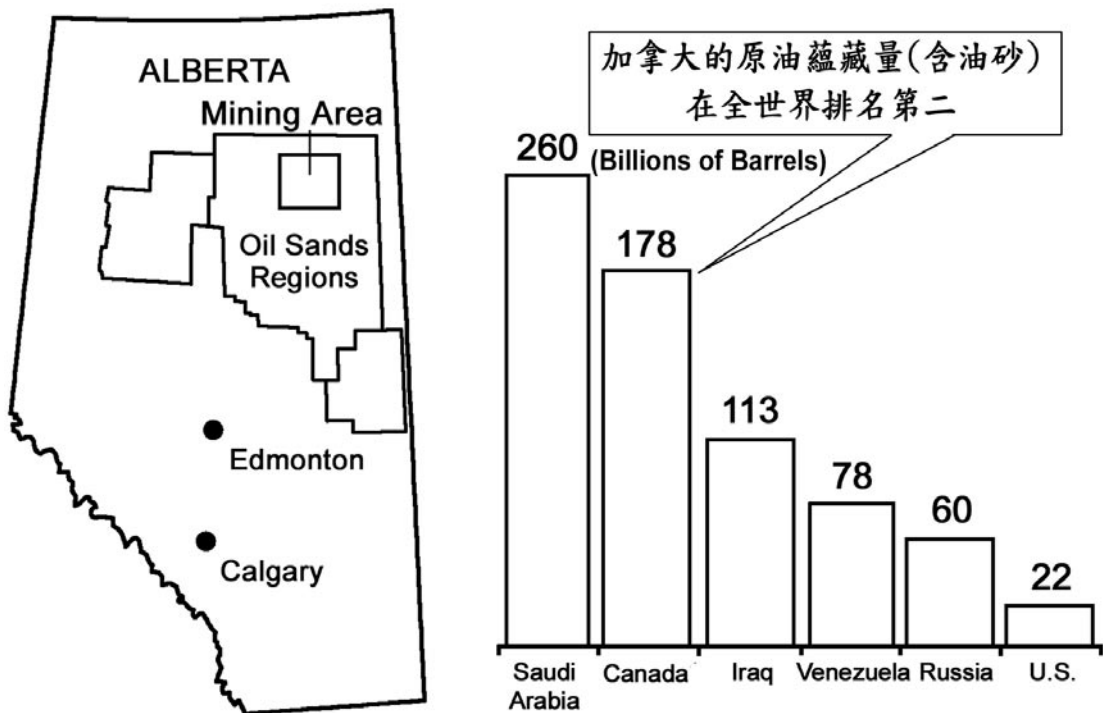 ALBERTA
Mining Area
Oil Sands
Regions
Edmonton
Calgary
加拿大的原油蘊藏量(含油砂)
在全世界排名第二
260 (Billions of Barrels)
178
113
78
60
22
Saudi
Arabia
Canada
Iraq
Venezuela
Russia
U.S.